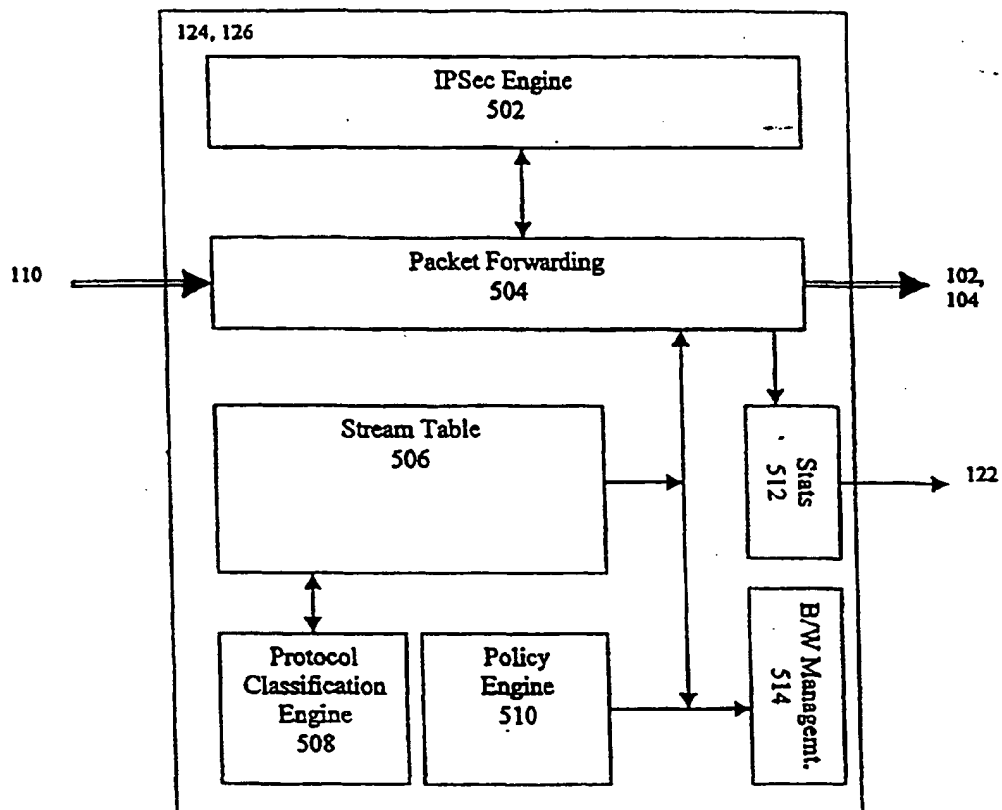 124, 126
IPSec Engine
502
Packet Forwarding
504
110
102,
104
Stream Table
506
Stats
512
122
Protocol
Classification
Engine
508
Policy
Engine
510
B/W Managemt.
514